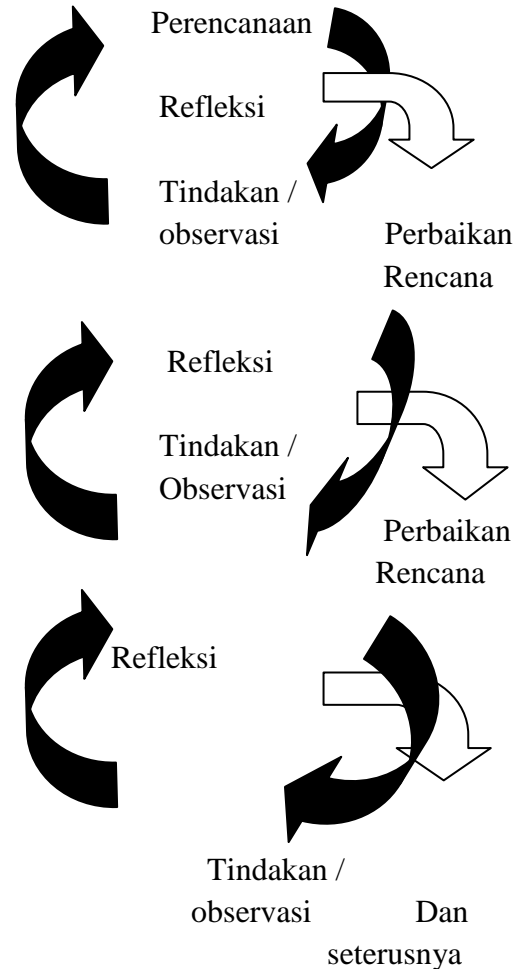 Perencanaan
Refleksi
Tindakan /
observasi
Perbaikan
Rencana
Refleksi
Tindakan /
Observasi
Perbaikan
Rencana
Refleksi
Tindakan /
observasi
Dan
seterusnya